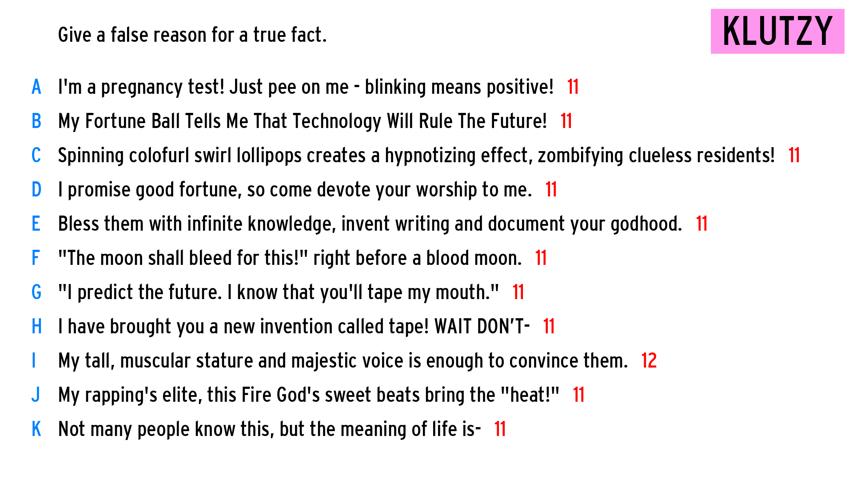 Give a false reason for a true fact.
KLUTZY
A I'm a pregnancy test! Just pee on me - blinking means positive! 11
B My Fortune Ball Tells Me That Technology Will Rule The Future! 11
C Spinning colofurl swirl lollipops creates a hypnotizing effect, zombifying clueless residents! 11
D I promise good fortune, so come devote your worship to me. 11
E Bless them with infinite knowledge, invent writing and document your godhood. 11
F "The moon shall bleed for this!" right before a blood moon. 11
G "I predict the future. I know that you'll tape my mouth." 11
H I have brought you a new invention called tape! WAIT DON'T- 11
I My tall, muscular stature and majestic voice is enough to convince them. 12
J My rapping's elite, this Fire God's sweet beats bring the "heat!" 11
K Not many people know this, but the meaning of life is- 11